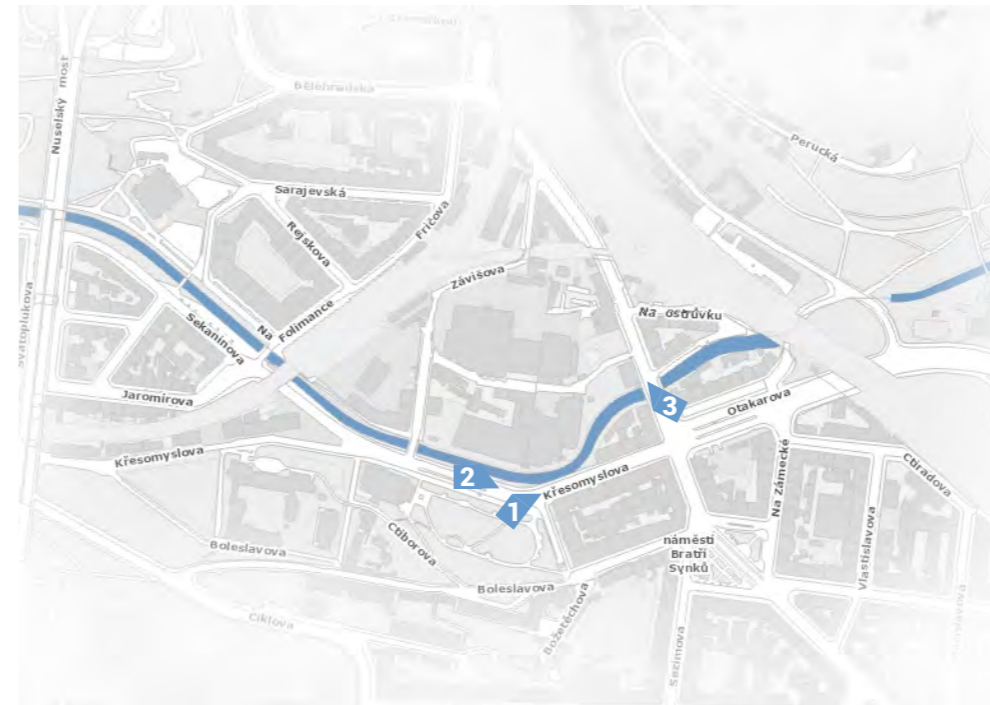 Nuselský most
Bělehradská
Perucká
Sarajevská
Rejskova
Fričova
Závišova
Na ostrůvku
Na
Folimance
Sekaninova
Svatoplukova
Jaromírova
3
Otakarova
Křesomyslova
2
1
Křesomyslova
Na Zámecké
Ctiradova
Vlastislavova
Ctiborova
náměstí
Bratří
Synků
Boleslavova
Boleslavova
Božetěchova
Ciklova
Sezimova